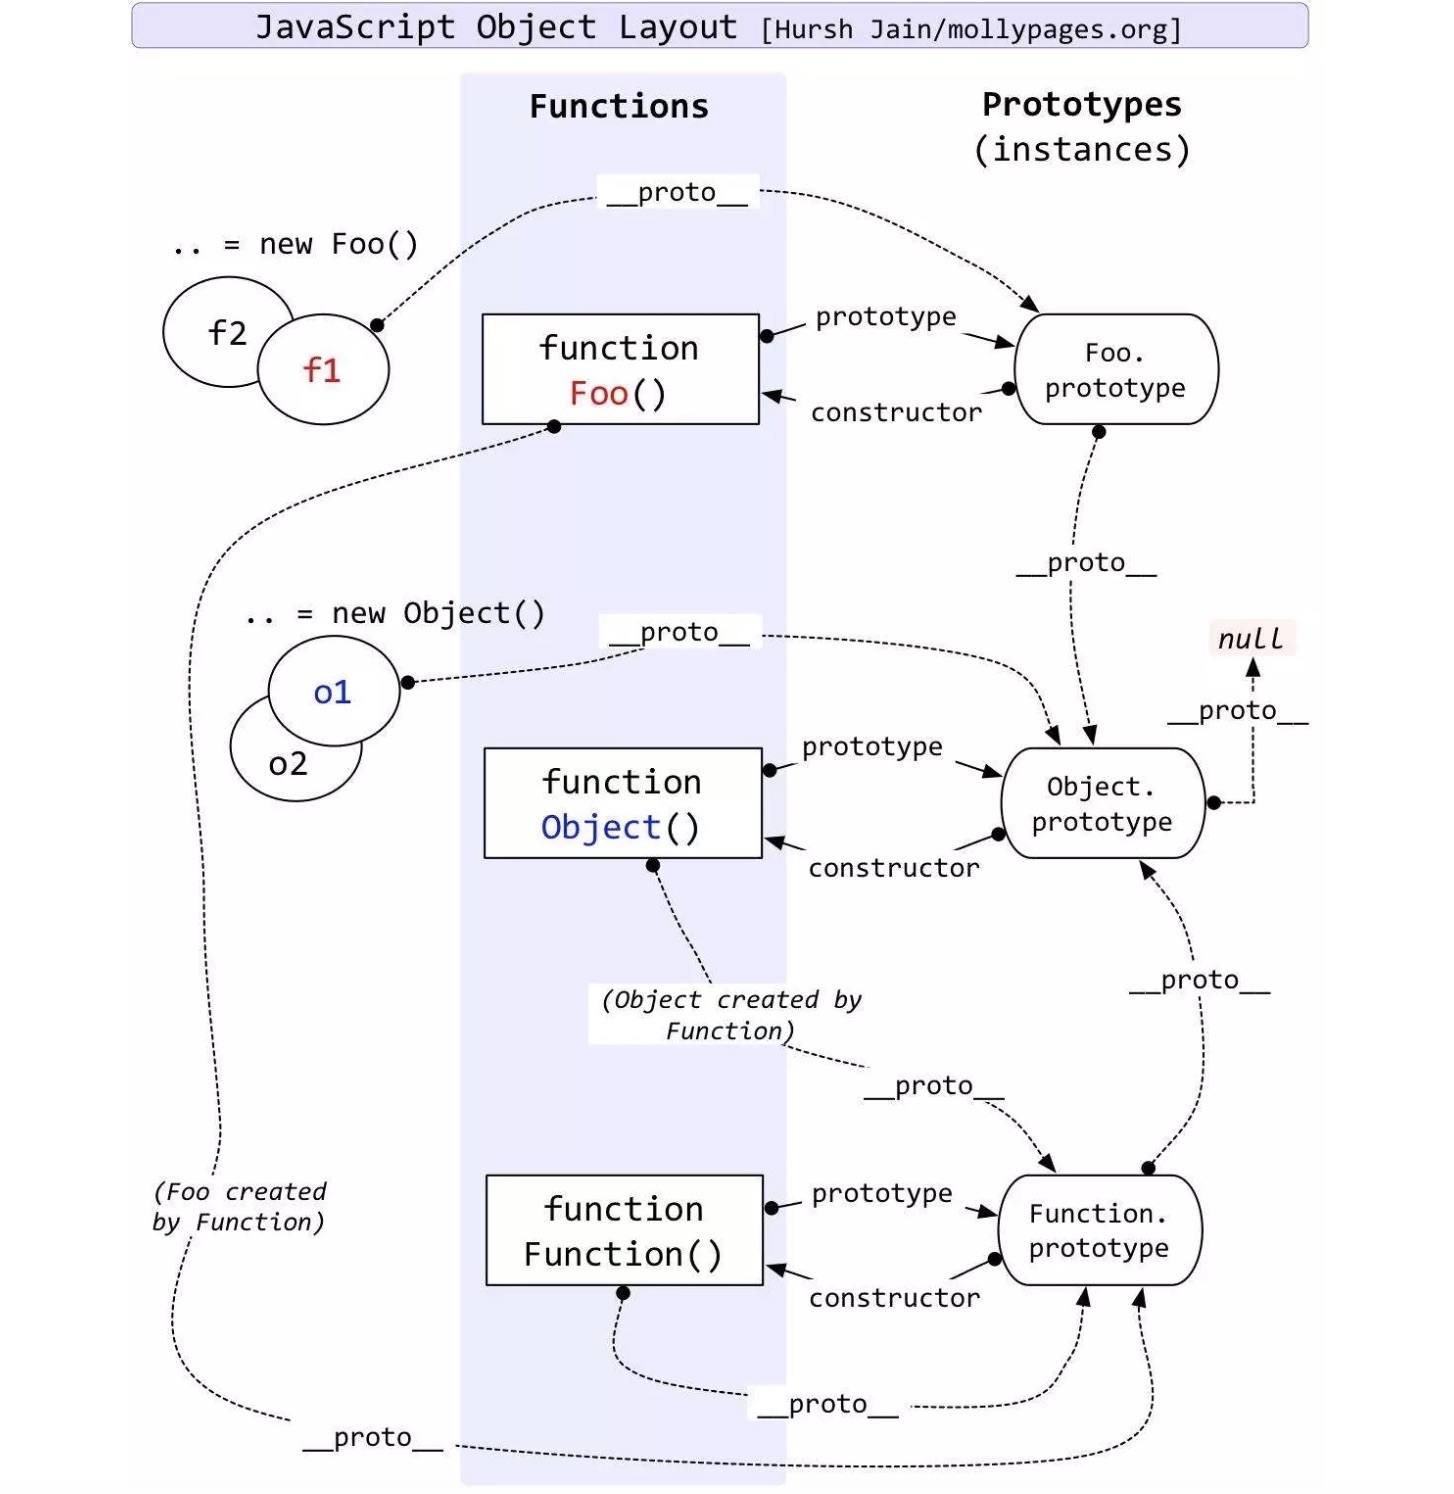 JavaScript Object Layout [Hursh Jain/mollypages.org]
Functions
Prototypes
(instances)
__proto__
.. = new Foo()
f2
f1
function
Foo()
prototype
constructor
Foo.
prototype
__proto__
.. = new Object()
__proto__
null
__proto__
o1
o2
function
Object()
prototype
constructor
Object.
prototype
__proto__
(Object created by
Function)
__proto__
(Foo created
by Function)
function
Function()
prototype
constructor
Function.
prototype
__proto__
__proto__